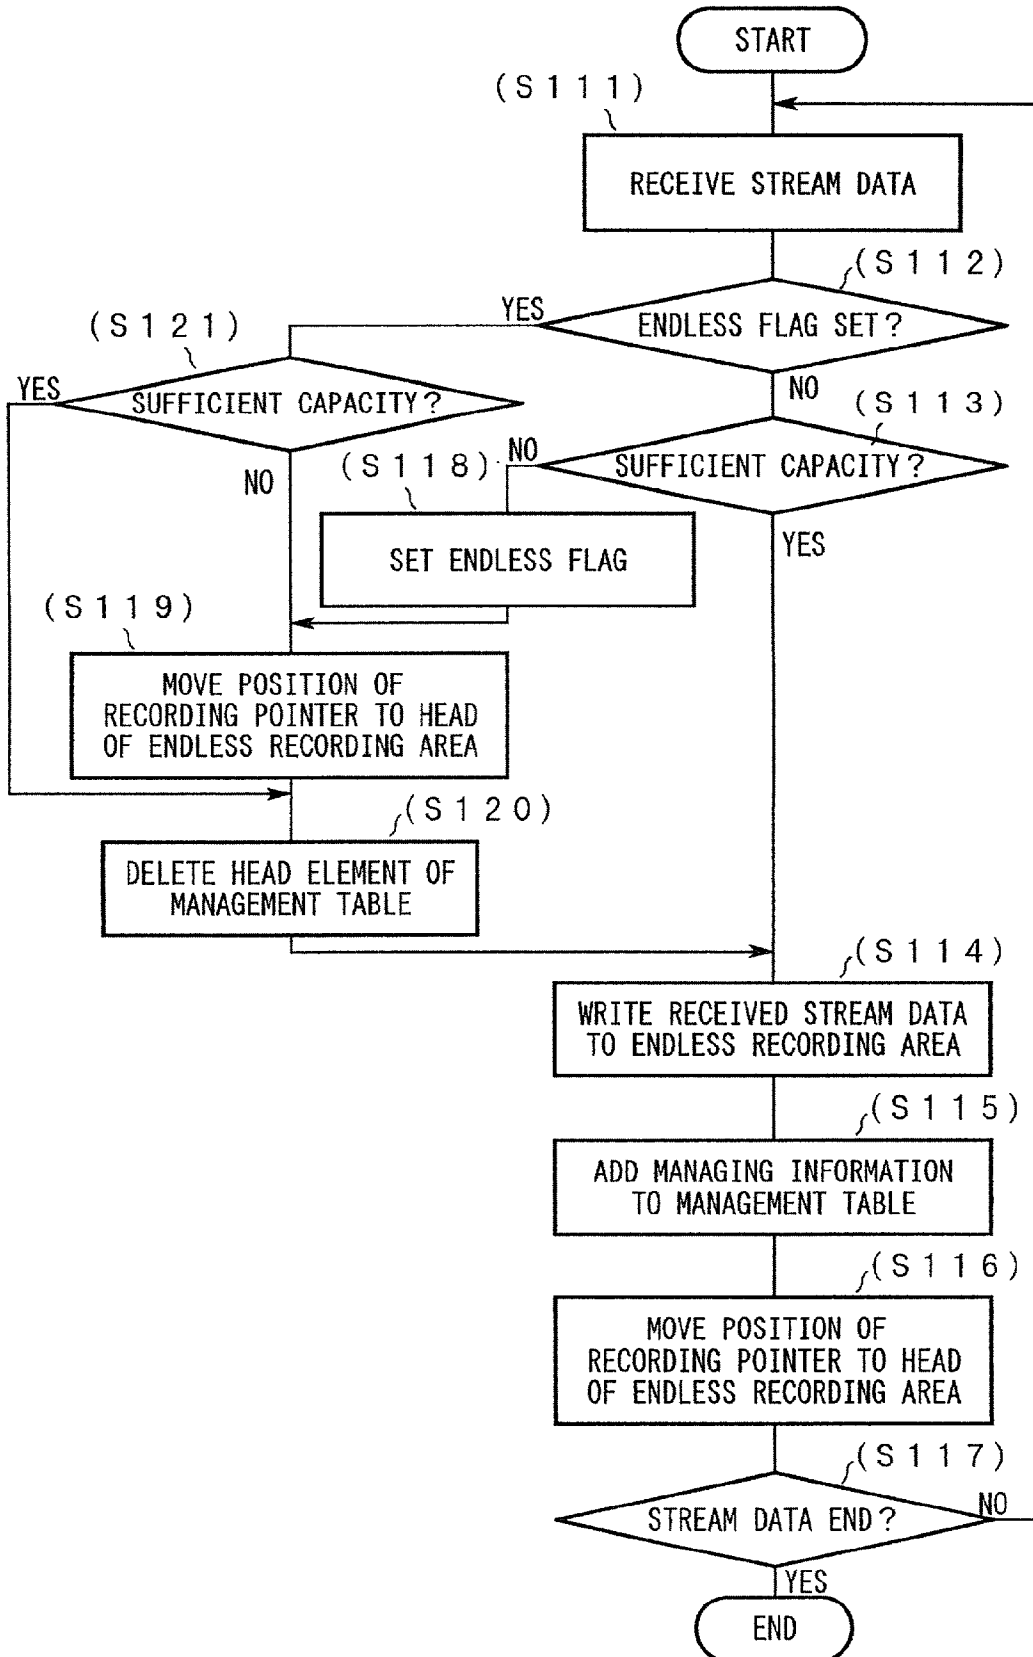 START
(S111)
RECEIVE STREAM DATA
(S112)
YES
ENDLESS FLAG SET?
(S121)
NO
YES
SUFFICIENT CAPACITY?
(S113)
NO
SUFFICIENT CAPACITY?
(S118)
NO
YES
SET ENDLESS FLAG
(S119)
MOVE POSITION OF
RECORDING POINTER TO HEAD
OF ENDLESS RECORDING AREA
(S120)
DELETE HEAD ELEMENT OF
MANAGEMENT TABLE
(S114)
WRITE RECEIVED STREAM DATA
TO ENDLESS RECORDING AREA
(S115)
ADD MANAGING INFORMATION
TO MANAGEMENT TABLE
(S116)
MOVE POSITION OF
RECORDING POINTER TO HEAD
OF ENDLESS RECORDING AREA
(S117)
STREAM DATA END?
NO
YES
END